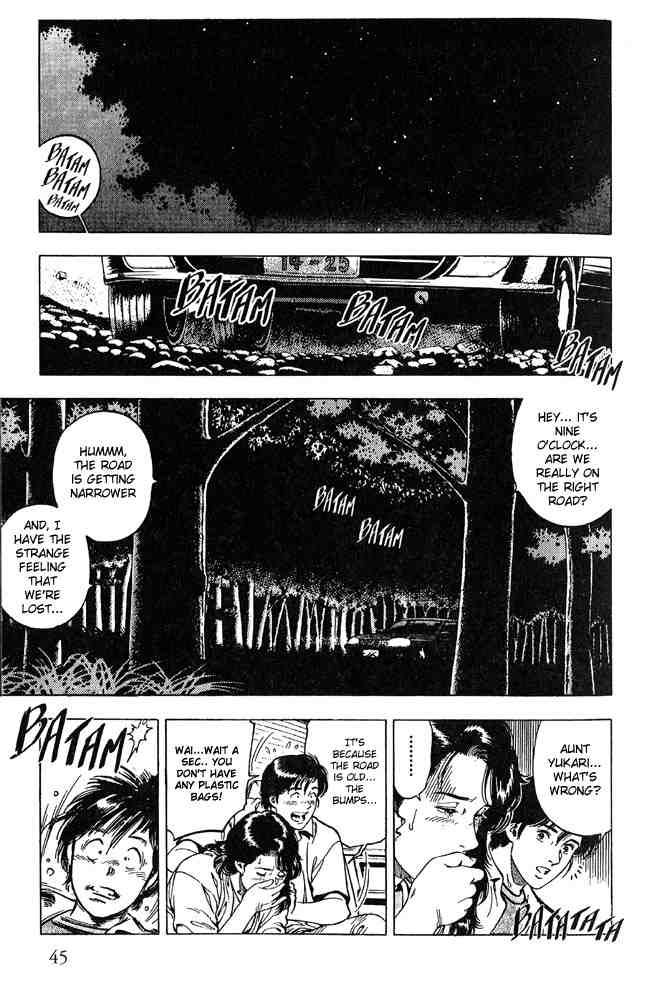 BATAM
BATAM
BATAM
14-25
BATAM
BATAM
BATAM
HEY... IT'S
NINE
O'CLOCK...
ARE WE
REALLY ON
THE RIGHT
ROAD?
BATAM
BATAM
HUMMM,
THE ROAD
IS GETTING
NARROWER
AND, I
HAVE THE
STRANGE
FEELING
THAT
WE'RE
LOST...
AUNT
YUKARI...
WHAT'S
WRONG?
........
BATATATA
IT'S
BECAUSE
THE ROAD
IS OLD...
THE
BUMPS...
WAI...WAIT A
SEC.. YOU
DON'T HAVE
ANY PLASTIC
BAGS!
BATAM
45